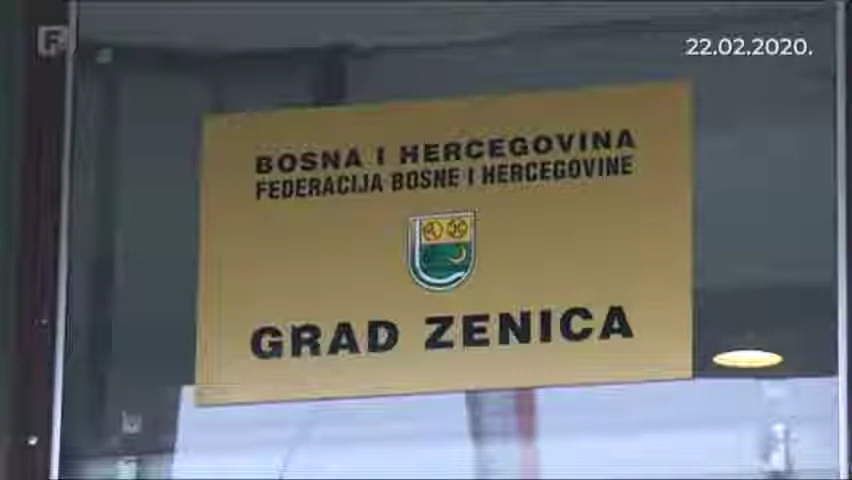 F
22.02.2020.
BOSNA I HERCEGOVINA
FEDERACIJA BOSNE I HERCEGOVINE
GRAD ZENICA